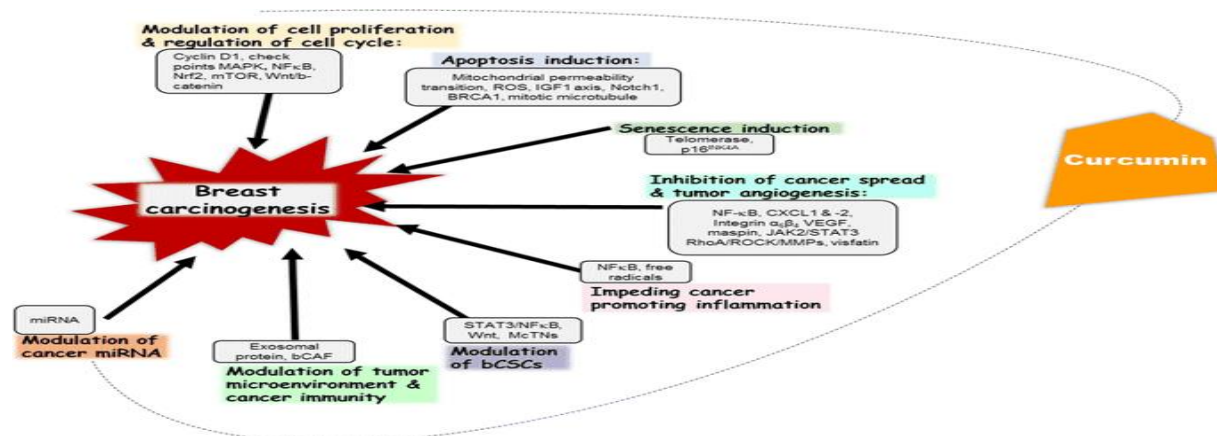 Modulation of cell proliferation
& regulation of cell cycle:
Cyclin D1, check
points MAPK, NFκB,
Nrf2, mTOR, Wnt/b-
catenin
Apoptosis induction:
Mitochondrial permeability
transition, ROS, IGF1 axis, Notch1,
BRCA1, mitotic microtubule
Senescence induction
Telomerase,
p16INK4A
Curcumin
Breast
carcinogenesis
Inhibition of cancer spread
& tumor angiogenesis:
NF-κB, CXCL1 & -2,
Integrin α6β4 VEGF,
maspin, JAK2/STAT3
RhoA/ROCK/MMPs, visfatin
NFκB, free
radicals
Impeding cancer
promoting inflammation
miRNA
Modulation of
cancer miRNA
Exosomal
protein, bCAF
Modulation of tumor
microenvironment &
cancer immunity
STAT3/NFκB,
Wnt, McTNs
Modulation
of bCSCs